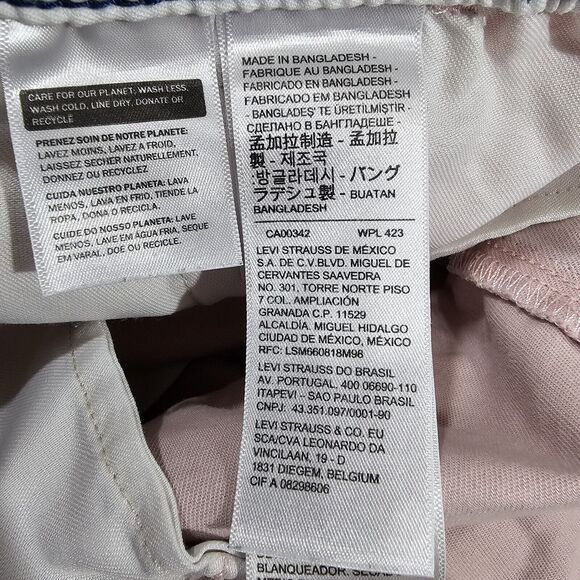 CARE FOR OUR PLANET: WASH LESS,
WASH COLD, LINE DRY, DONATE OR
RECYCLE
PRENEZ SOIN DE NOTRE PLANETE:
LAVEZ MOINS, LAVEZ A FROID,
LAISSEZ SECHER NATURELLEMENT,
DONNEZ OU RECYCLEZ
CUIDA NUESTRO PLANETA: LAVA
MENOS, LAVA EN FRIO, TIENDE LA
ROPA, DONA O RECICLA.
CUIDE DO NOSSO PLANETA: LAVA
MENOS, LAVE EM ÁGUA FRIA, SEQUE
EM VARAL, DOE OU RECICLE.
MADE IN BANGLADESH -
FABRIQUE AU BANGLADESH -
FABRICADO EN BANGLADESH -
FABRICADO EM BANGLADESH
- BANGLADEŞ'TE ÜRETİLMİŞTİR -
СДЕЛАНО В БАНГЛАДЕШЕ -
孟加拉制造 - 孟加拉
製 - 제조국
:방글라데시 - バング
ラデシュ製 - BUATAN
BANGLADESH
CA00342 WPL 423
LEVI STRAUSS DE MÉXICO
S.A. DE C.V.BLVD. MIGUEL DE
CERVANTES SAAVEDRA
NO. 301, TORRE NORTE PISO
7 COL. AMPLIACIÓN
GRANADA C.P. 11529
ALCALDÍA. MIGUEL HIDALGO
CIUDAD DE MÉXICO, MÉXICO
RFC: LSM660818M98
LEVI STRAUSS DO BRASIL
AV. PORTUGAL, 400 06690-110
ITAPEVI - SAO PAULO BRASIL
CNPJ: 43.351.097/0001-90
LEVI STRAUSS & CO. EU
SCA/CVA LEONARDO DA
VINCILAAN, 19 - D
1831 DIEGEM, BELGIUM
CIF A 08298606
BLANQUEADOR.